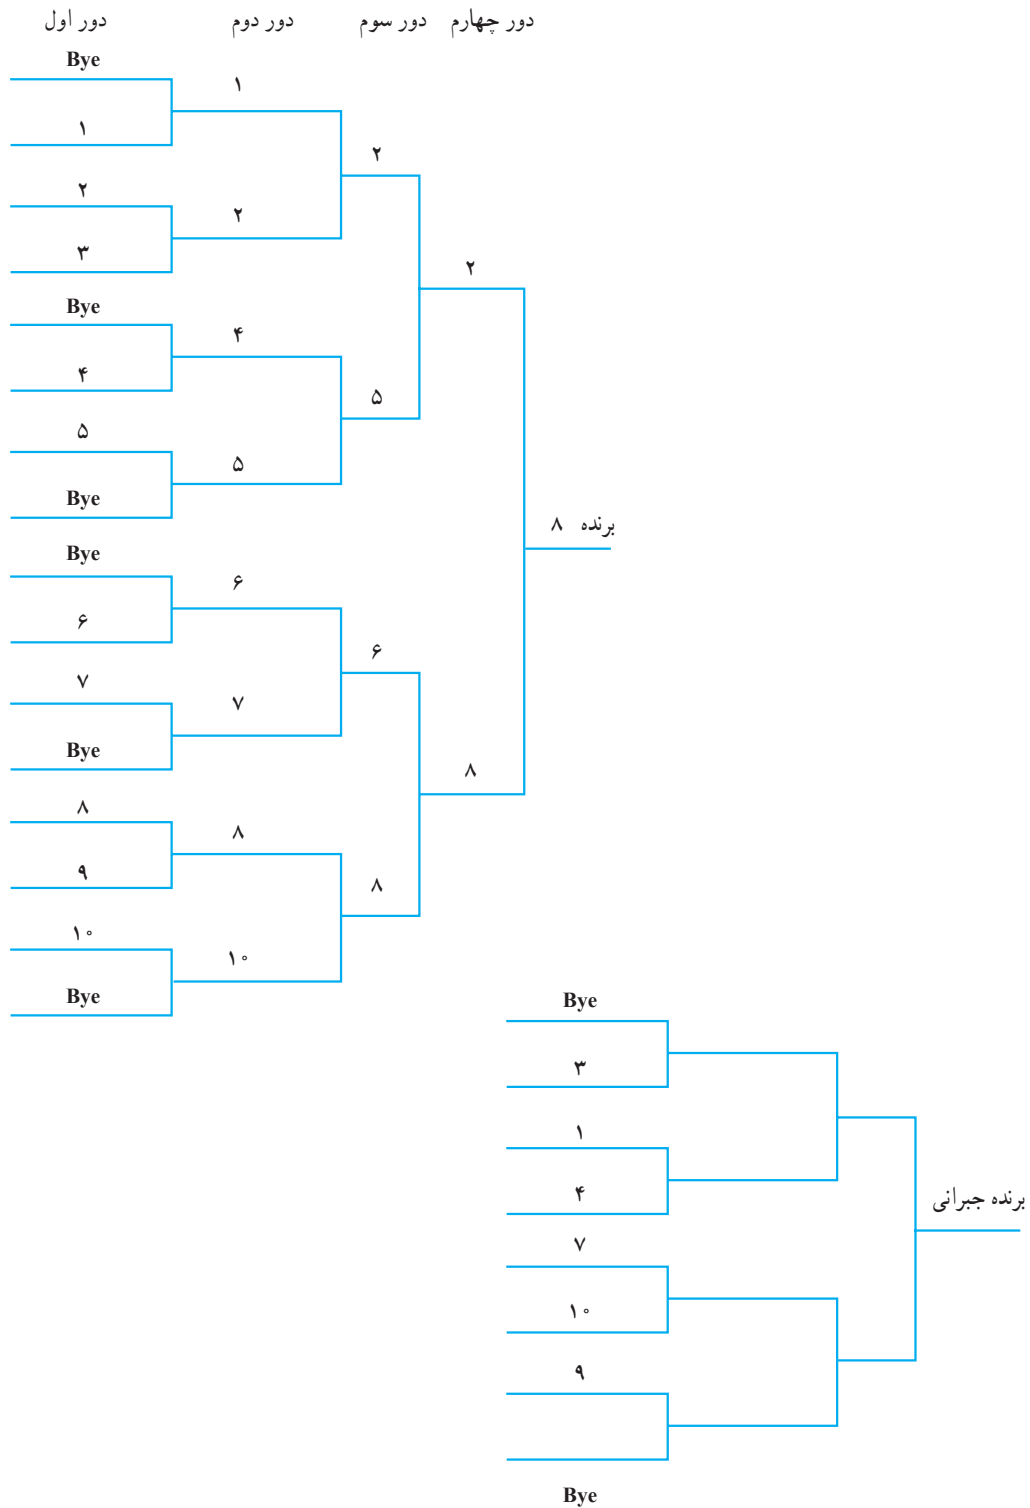 دور اول دور دوم دور سوم دور چهارم
Bye
۱
۱
۲
۲
۲
۳
۲
Bye
۴
۴
۵
۵
۵
Bye
برنده ۸
Bye
۶
۶
۶
۷
۷
Bye
۸
۸
۸
۹
۸
۱۰
۱۰
Bye
Bye
۳
۱
۴
برنده جبرانی
۷
۱۰
۹
Bye